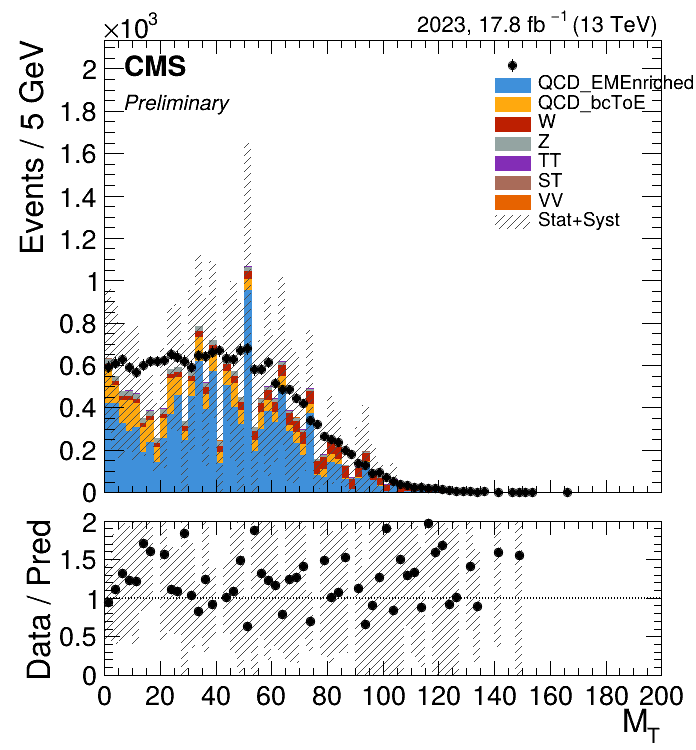 ×10³
2023, 17.8 fb⁻¹ (13 TeV)
Events / 5 GeV
CMS
Preliminary
QCD_EMEnriched
QCD_bcToE
W
Z
TT
ST
VV
Stat+Syst
2
1.8
1.6
1.4
1.2
1
0.8
0.6
0.4
0.2
0
Data / Pred
2
1.5
1
0.5
0
0 20 40 60 80 100 120 140 160 180 200
M_T